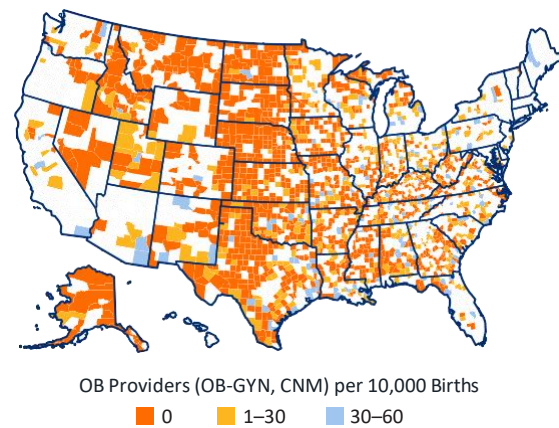 OB Providers (OB-GYN, CNM) per 10,000 Births
0 1–30 30–60